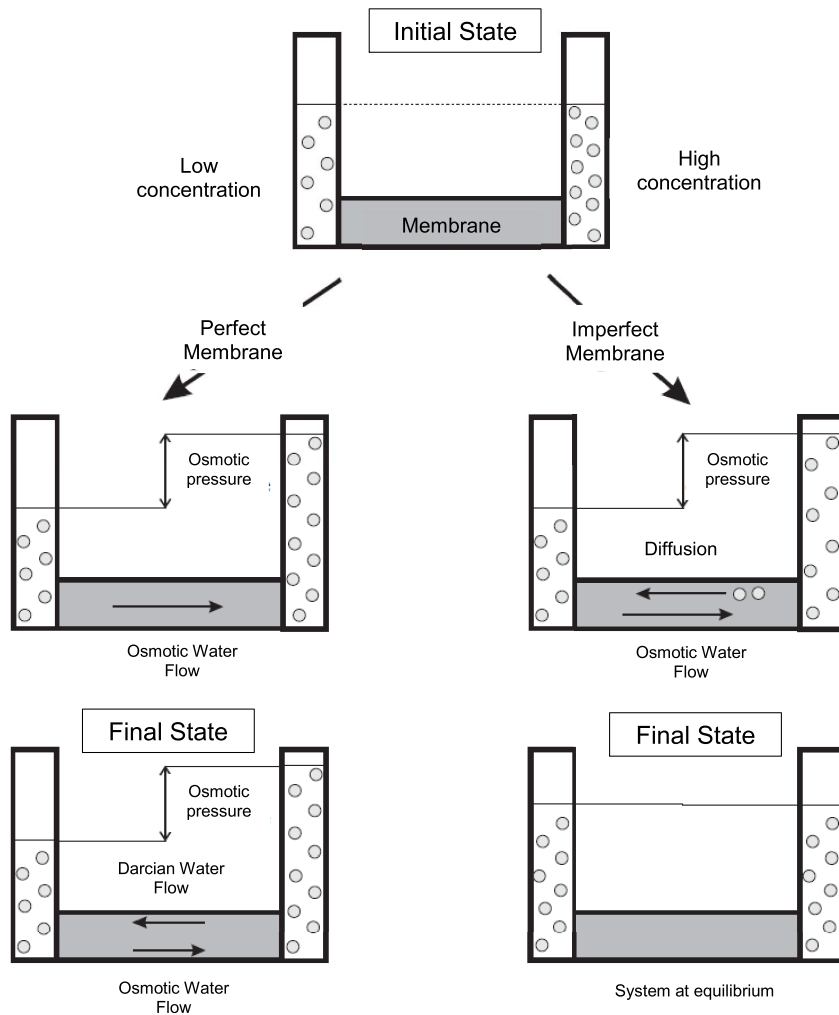 Initial State
Low
concentration
High
concentration
Membrane
Perfect
Membrane
Imperfect
Membrane
Osmotic
pressure
Osmotic Water
Flow
Osmotic
pressure
Diffusion
Osmotic Water
Flow
Final State
Osmotic
pressure
Darcian Water
Flow
Osmotic Water
Flow
Final State
System at equilibrium